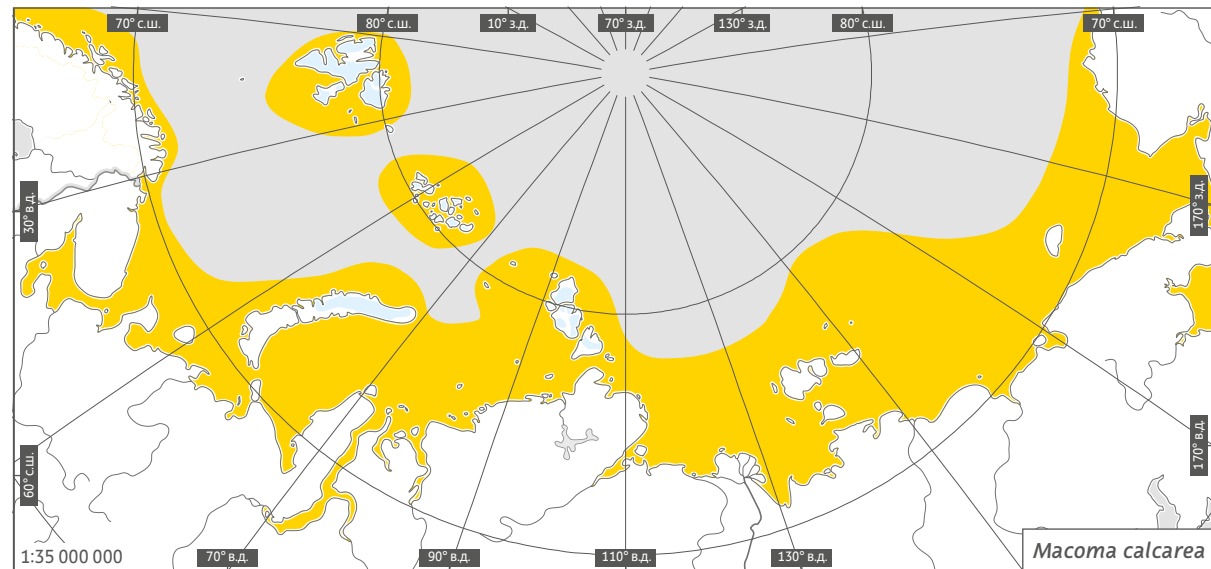 70° с.ш.
80° с.ш.
10° з.д.
70° з.д.
130° з.д.
80° с.ш.
70° с.ш.
30° в.д.
170° з.д.
60° с.ш.
170° в.д.
1:35 000 000
70° в.д.
90° в.д.
110° в.д.
130° в.д.
Macoma calcarea